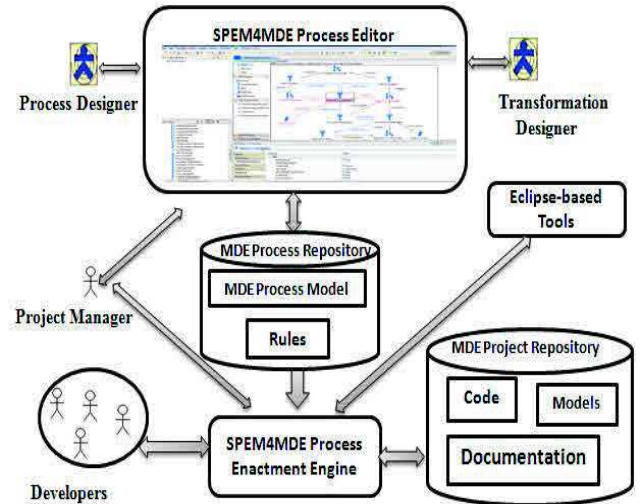 SPEM4MDE Process Editor
Process Designer
Transformation
Designer
Eclipse-based
Tools
MDE Process Repository
MDE Process Model
Rules
Project Manager
MDE Project Repository
Code
Models
Documentation
SPEM4MDE Process
Enactment Engine
Developers